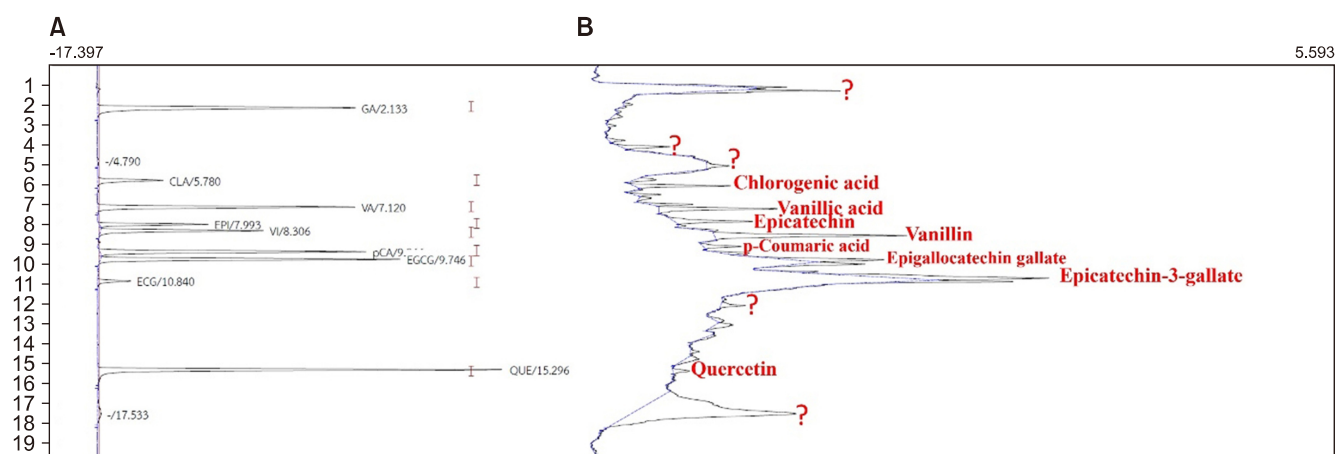 A
B
-17.397
5.593
1
2
3
4
5
6
7
8
9
10
11
12
13
14
15
16
17
18
19
GA/2.133
-/4.790
CLA/5.780
VA/7.120
EPI/7.993
VI/8.306
pCA/9.
EGCG/9.746
ECG/10.840
QUE/15.296
-/17.533
?
?
?
Chlorogenic acid
Vanillic acid
Epicatechin
Vanillin
p-Coumaric acid
Epigallocatechin gallate
Epicatechin-3-gallate
?
Quercetin
?